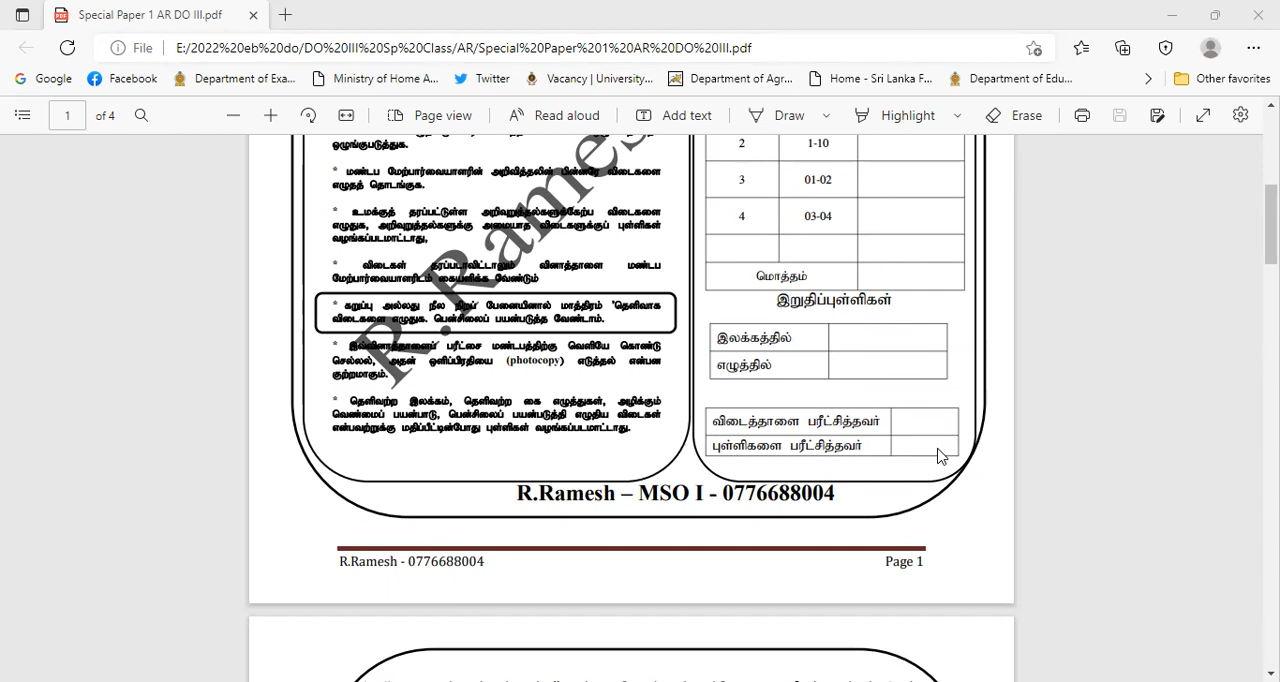 Special Paper 1 AR DO III.pdf
File
E:/2022%20eb%20do/DO%20III%20Sp%20Class/AR/Special%20Paper%201%20AR%20DO%20III.pdf
Google
Facebook
Department of Exa...
Ministry of Home A...
Twitter
Vacancy | University...
Department of Agr...
Home - Sri Lanka F...
Department of Edu...
Other favorites
1
of 4
Page view
Read aloud
Add text
Draw
Highlight
Erase
ஒழுங்குபடுத்துக.
* மண்டப மேற்பார்வையாளரின் அறிவித்தலின் பின்னரே விடைகளை
எழுதத் தொடங்குக.
* உமக்குத் தரப்பட்டுள்ள அறிவுறுத்தல்களுக்கேற்ப விடைகளை
எழுதுக, அறிவுறுத்தல்களுக்கு அமையாத விடைகளுக்குப் புள்ளிகள்
வழங்கப்படமாட்டாது,
* விடைகள் தரப்படாவிட்டாலும் வினாத்தாளை மண்டப
மேற்பார்வையாளரிடம் கையளிக்க வேண்டும்
* கறுப்பு அல்லது நீல நிறப் பேனையினால் மாத்திரம் 'தெளிவாக
விடைகளை எழுதுக. பென்சிலைப் பயன்படுத்த வேண்டாம்.
* இவ்வினாத்தாளைப் பரீட்சை மண்டபத்திற்கு வெளியே கொண்டு
செல்லல், அதன் ஒளிப்பிரதியை (photocopy) எடுத்தல் என்பன
குற்றமாகும்.
* தெளிவற்ற இலக்கம், தெளிவற்ற கை எழுத்துகள், அழிக்கும்
வெண்மைப் பயன்பாடு, பென்சிலைப் பயன்படுத்தி எழுதிய விடைகள்
என்பவற்றுக்கு மதிப்பீட்டின்போது புள்ளிகள் வழங்கப்படமாட்டாது.
R.Rames
2 1-10
3 01-02
4 03-04
மொத்தம்
இறுதிப்புள்ளிகள்
இலக்கத்தில்
எழுத்தில்
விடைத்தாளை பரீட்சித்தவர்
புள்ளிகளை பரீட்சித்தவர்
R.Ramesh – MSO I - 0776688004
R.Ramesh - 0776688004
Page 1